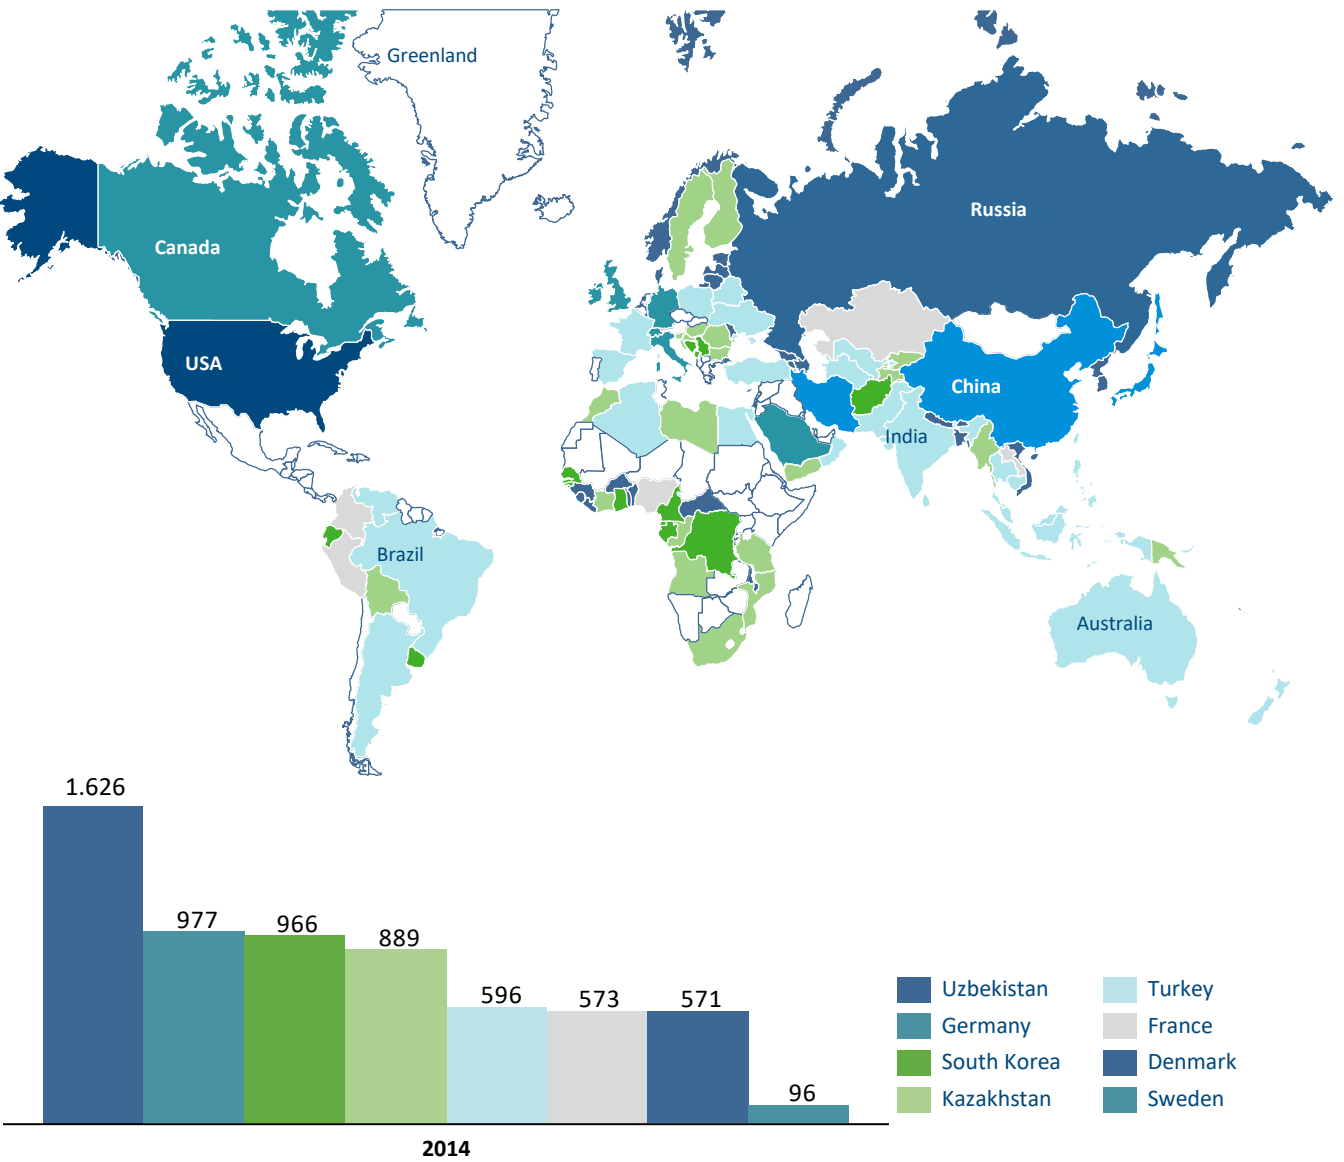 Greenland
Russia
Canada
USA
China
India
Brazil
Australia
1.626
977
966
889
596
573
571
96
2014
Uzbekistan
Germany
South Korea
Kazakhstan
Turkey
France
Denmark
Sweden